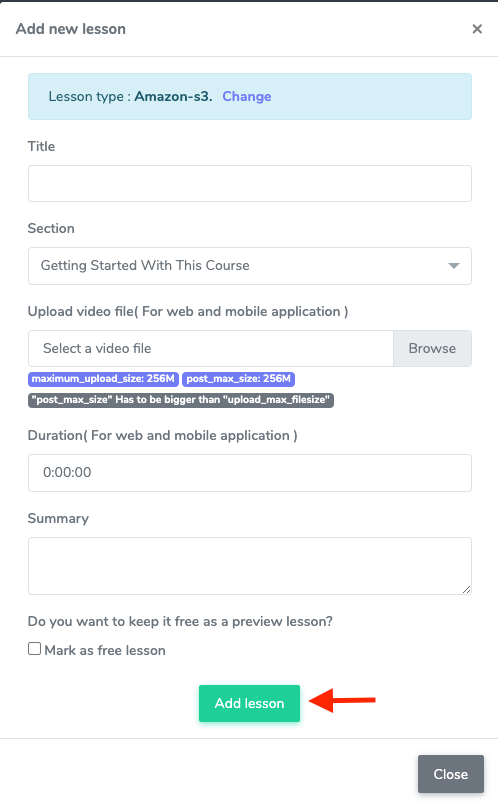 Add new lesson ×
Lesson type : Amazon-s3. Change
Title
Section
Getting Started With This Course
Upload video file( For web and mobile application )
Select a video file Browse
maximum_upload_size: 256M post_max_size: 256M
"post_max_size" Has to be bigger than "upload_max_filesize"
Duration( For web and mobile application )
0:00:00
Summary
Do you want to keep it free as a preview lesson?
Mark as free lesson
Add lesson
Close